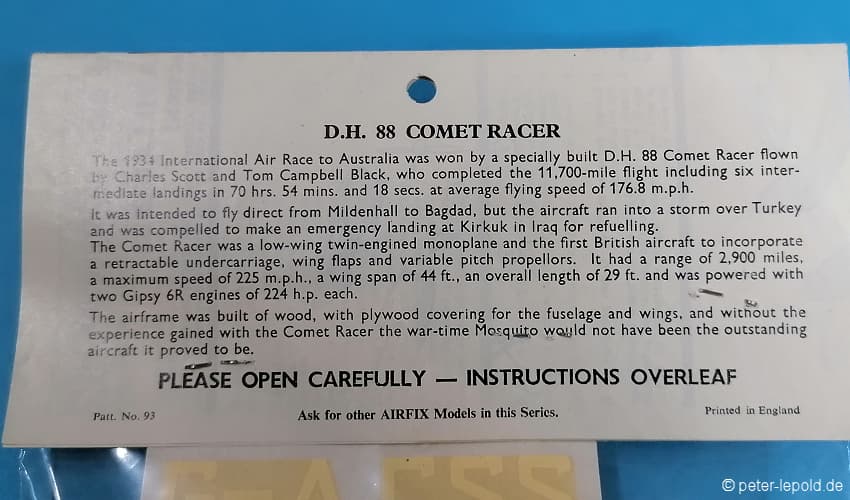 D.H. 88 COMET RACER
The 1934 International Air Race to Australia was won by a specially built D.H. 88 Comet Racer flown
by Charles Scott and Tom Campbell Black, who completed the 11,700-mile flight including six inter-
mediate landings in 70 hrs. 54 mins. and 18 secs. at average flying speed of 176.8 m.p.h.
It was intended to fly direct from Mildenhall to Bagdad, but the aircraft ran into a storm over Turkey
and was compelled to make an emergency landing at Kirkuk in Iraq for refuelling.
The Comet Racer was a low-wing twin-engined monoplane and the first British aircraft to incorporate
a retractable undercarriage, wing flaps and variable pitch propellors. It had a range of 2,900 miles,
a maximum speed of 225 m.p.h., a wing span of 44 ft., an overall length of 29 ft. and was powered with
two Gipsy 6R engines of 224 h.p. each.
The airframe was built of wood, with plywood covering for the fuselage and wings, and without the
experience gained with the Comet Racer the war-time Mosquito would not have been the outstanding
aircraft it proved to be.
PLEASE OPEN CAREFULLY — INSTRUCTIONS OVERLEAF
Patt. No. 93
Ask for other AIRFIX Models in this Series.
Printed in England
G-ACSS
© peter-lepold.de